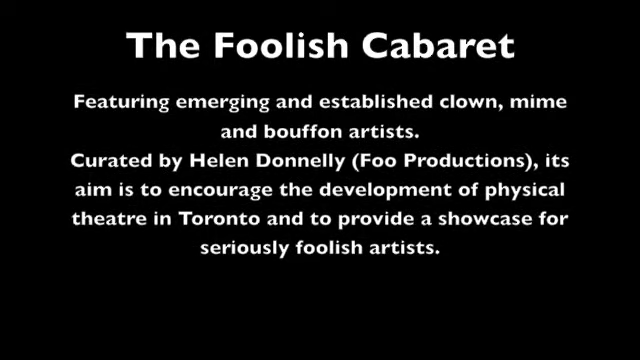 The Foolish Cabaret
Featuring emerging and established clown, mime
and bouffon artists.
Curated by Helen Donnelly (Foo Productions), its
aim is to encourage the development of physical
theatre in Toronto and to provide a showcase for
seriously foolish artists.